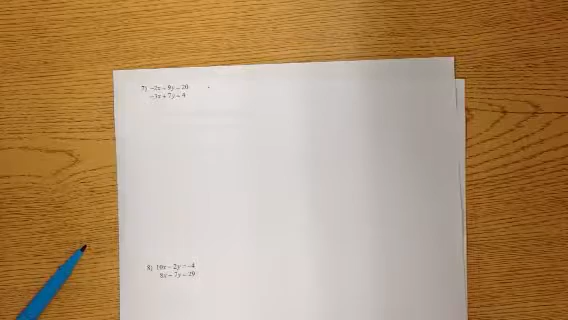 7) -2x - 9y = 20
-3x + 7y = 4
8) 10x - 2y = -4
8x - 7y = 29